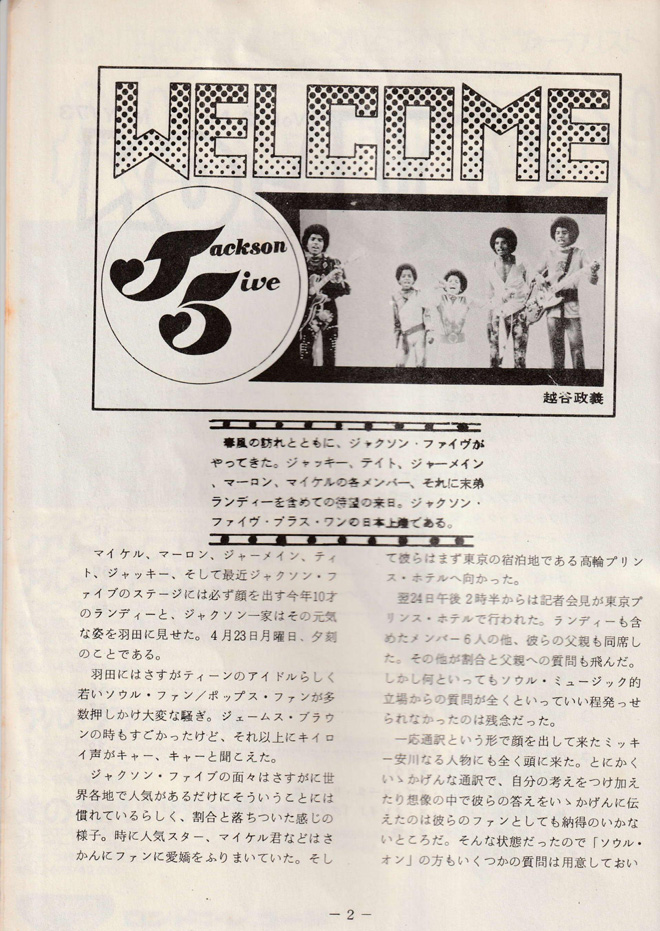 WELCOME
Jackson
5ive
越谷政義
春風の訪れとともに、ジャクソン・ファイヴが
やってきた。ジャッキー、テイト、ジャーメイン
、マーロン、マイケルの各メンバー、それに末弟
ランディーを含めての待望の来日。ジャクソン・
ファイヴ・プラス・ワンの日本上陸である。
マイケル、マーロン、ジャーメイン、ティ
ト、ジャッキー、そして最近ジャクソン・フ
ァイブのステージには必ず顔を出す今年10才
のランディーと、ジャクソン一家はその元気
な姿を羽田に見せた。4月23日月曜日、夕刻
のことである。
羽田にはさすがティーンのアイドルらしく
若いソウル・ファン/ポップス・ファンが多
数押しかけ大変な騒ぎ。ジェームス・ブラウ
ンの時もすごかったけど、それ以上にキイロ
イ声がキャー、キャーと聞こえた。
ジャクソン・ファイブの面々はさすがに世
界各地で人気があるだけにそういうことには
慣れているらしく、割合と落ちついた感じの
様子。時に人気スター、マイケル君などはさ
かんにファンに愛嬌をふりまいていた。そし
て彼らはまず東京の宿泊地である高輪プリン
ス・ホテルへ向かった。
翌24日午後2時半からは記者会見が東京プ
リンス・ホテルで行われた。ランディーも含
めたメンバー6人の他、彼らの父親も同席し
た。その他が割合と父親への質問も飛んだ。
しかし何といってもソウル・ミュージック的
立場からの質問が全くといっていい程発っせ
られなかったのは残念だった。
一応通訳という形で顔を出して来たミッキ
ー安川なる人物にも全く頭に来た。とにかく
いゝかげんな通訳で、自分の考えをつけ加え
たり想像の中で彼らの答えをいゝかげんに伝
えたのは彼らのファンとしても納得のいかな
いところだ。そんな状態だったので「ソウル・
オン」の方もいくつかの質問は用意しておい
— 2 —